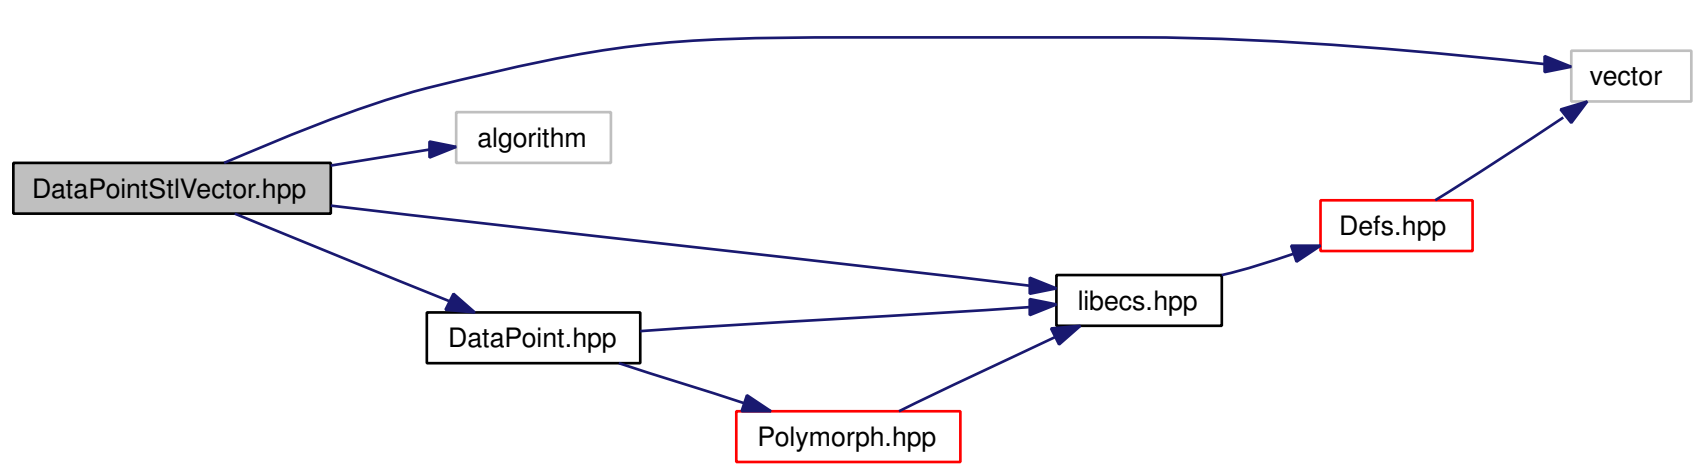 vector
algorithm
DataPointStlVector.hpp
Defs.hpp
libecs.hpp
DataPoint.hpp
Polymorph.hpp